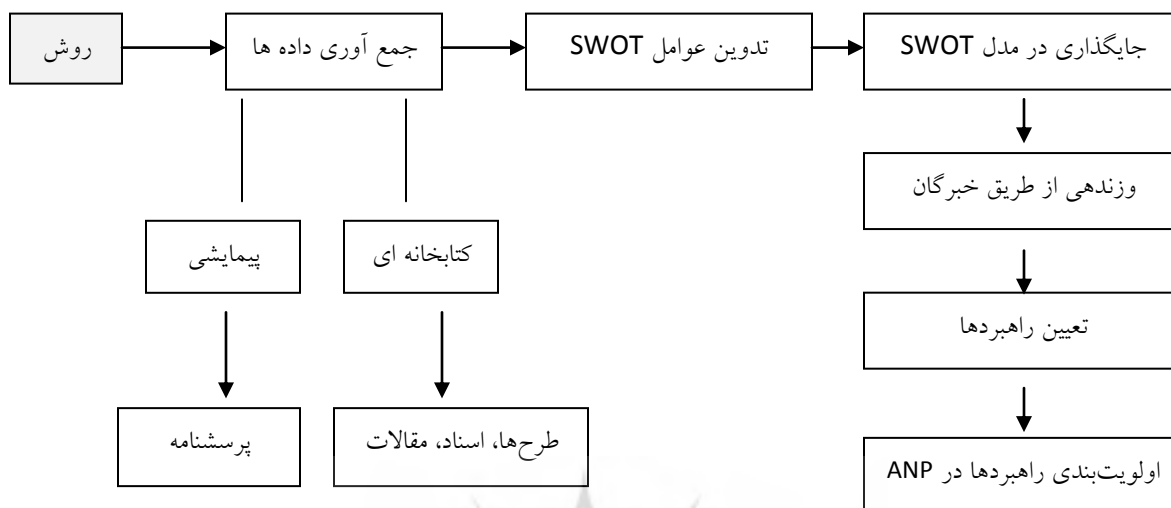 روش
جمع آوری داده ها
تدوین عوامل SWOT
جایگذاری در مدل SWOT
وزندهی از طریق خبرگان
پیمایشی
کتابخانه ای
تعیین راهبردها
پرسشنامه
طرح‌ها، اسناد، مقالات
اولویت‌بندی راهبردها در ANP